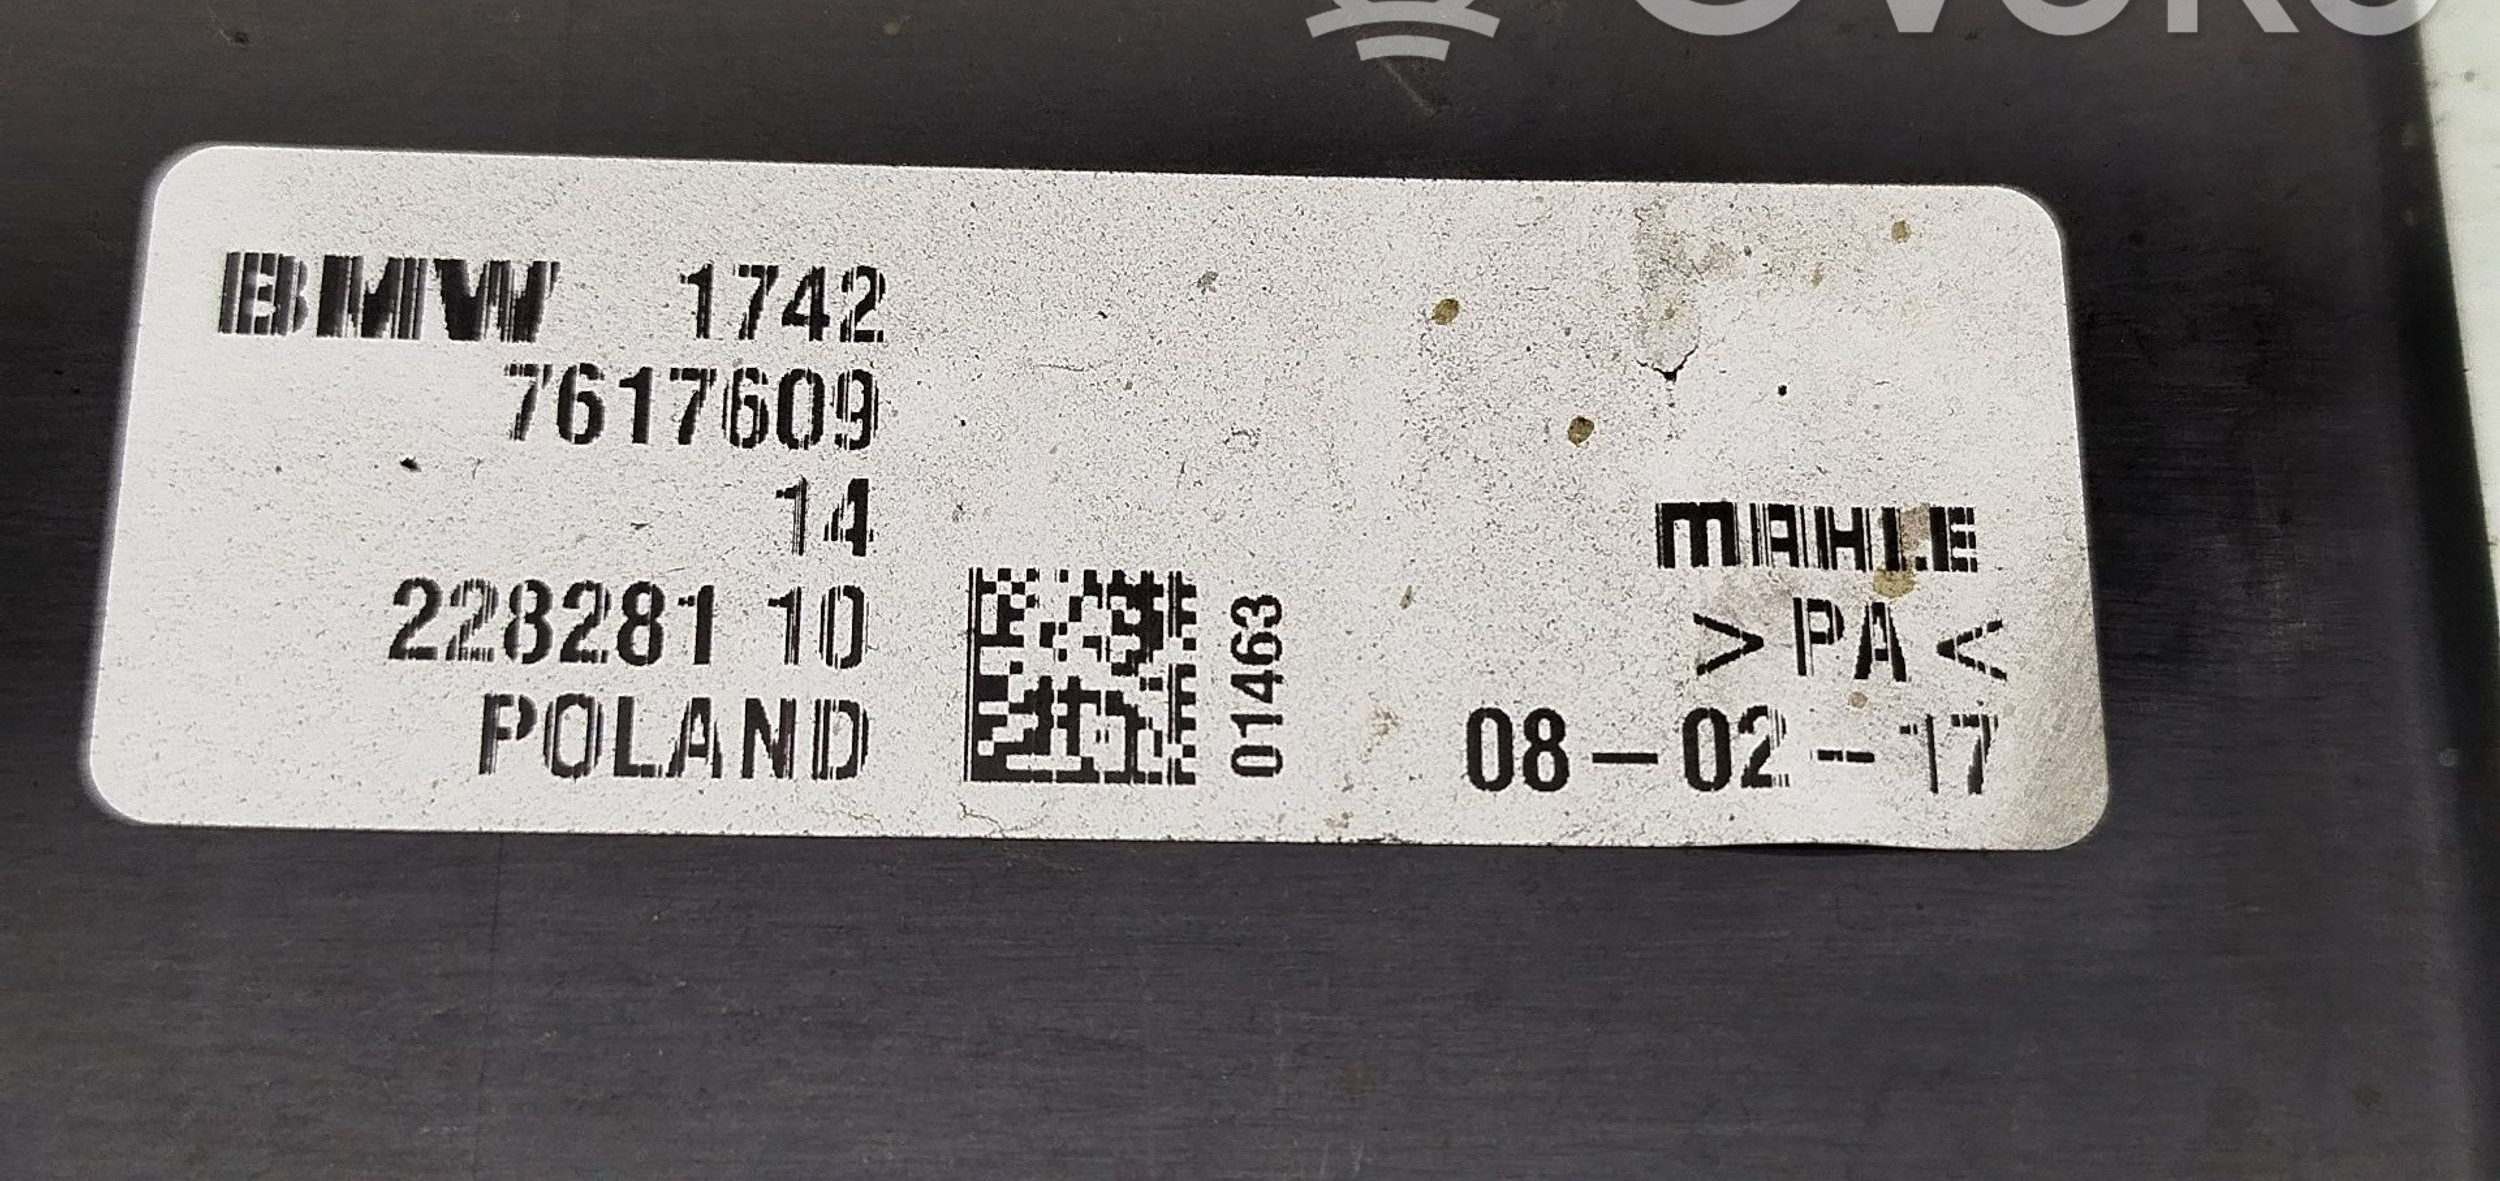 BMW 1742
7617609
14
228281 10
POLAND
01463
MAHLE
>PA<
08-02-17